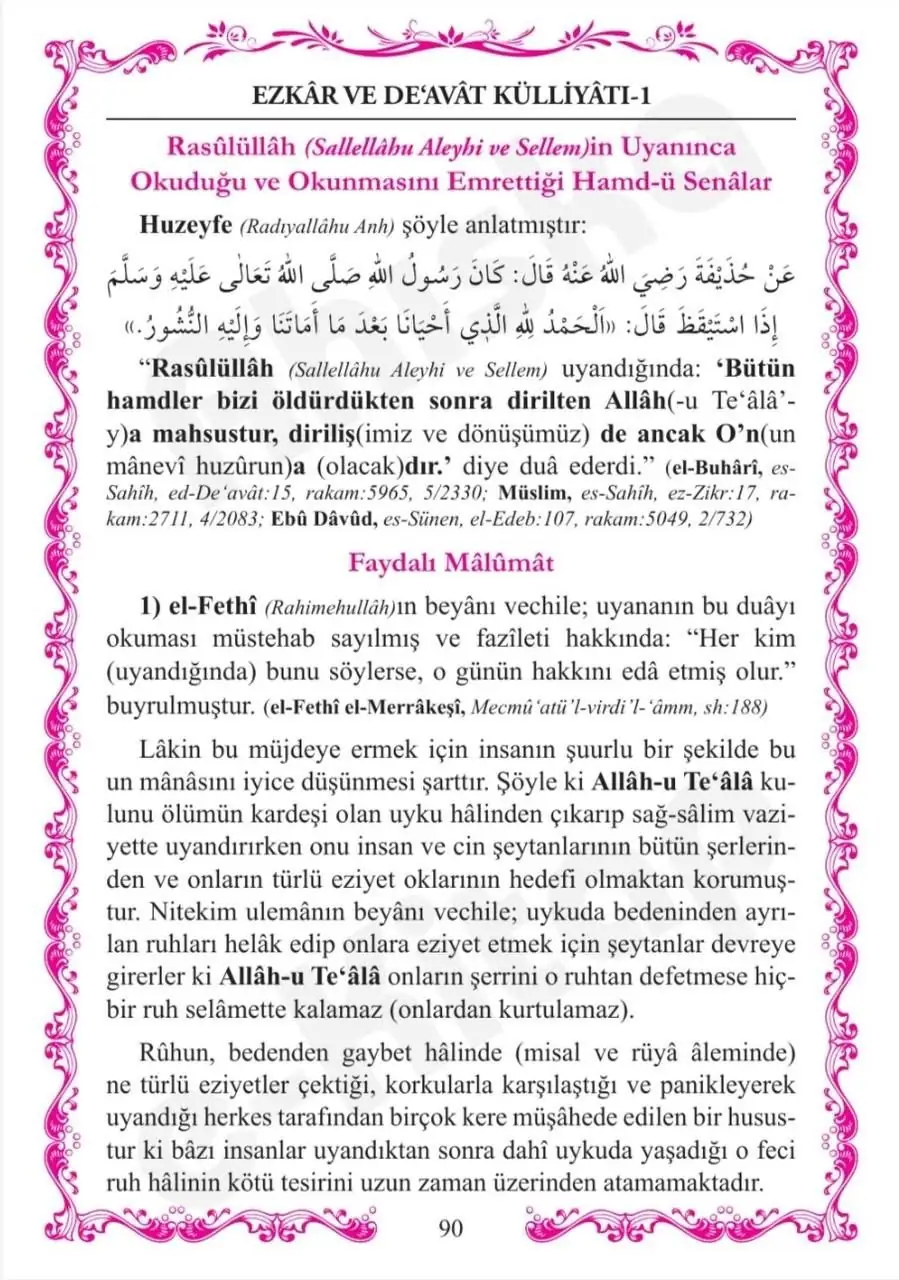 EZKÂR VE DE‘AVÂT KÜLLİYÂTI-1
Rasûlüllâh (Sallellâhu Aleyhi ve Sellem)in Uyanınca
Okuduğu ve Okunmasını Emrettiği Hamd-ü Senâlar
Huzeyfe (Radıyallâhu Anh) şöyle anlatmıştır:
عَنْ حُذَيْفَةَ رَضِيَ اللهُ عَنْهُ قَالَ: كَانَ رَسُولُ اللهِ صَلَّى اللهُ تَعَالٰى عَلَيْهِ وَسَلَّمَ
إِذَا اسْتَيْقَظَ قَالَ: «اَلْحَمْدُ لِلهِ الَّذِي أَحْيَانَا بَعْدَ مَا أَمَاتَنَا وَإِلَيْهِ النُّشُورُ.»
“Rasûlüllâh (Sallellâhu Aleyhi ve Sellem) uyandığında: ‘Bütün
hamdler bizi öldürdükten sonra dirilten Allâh(-u Te‘âlâ’-
y)a mahsustur, diriliş(imiz ve dönüşümüz) de ancak O’n(un
mânevî huzûrun)a (olacak)dır.’ diye duâ ederdi.” (el-Buhârî, es-
Sahîh, ed-De‘avât:15, rakam:5965, 5/2330; Müslim, es-Sahîh, ez-Zikr:17, ra-
kam:2711, 4/2083; Ebû Dâvûd, es-Sünen, el-Edeb:107, rakam:5049, 2/732)
Faydalı Mâlûmât
1) el-Fethî (Rahimehullâh)ın beyânı vechile; uyananın bu duâyı
okuması müstehab sayılmış ve fazîleti hakkında: “Her kim
(uyandığında) bunu söylerse, o günün hakkını edâ etmiş olur.”
buyrulmuştur. (el-Fethî el-Merrâkeşî, Mecmû‘atü’l-virdi’l-‘âmm, sh:188)
Lâkin bu müjdeye ermek için insanın şuurlu bir şekilde bu
un mânâsını iyice düşünmesi şarttır. Şöyle ki Allâh-u Te‘âlâ ku-
lunu ölümün kardeşi olan uyku hâlinden çıkarıp sağ-sâlim vazi-
yette uyandırırken onu insan ve cin şeytanlarının bütün şerlerin-
den ve onların türlü eziyet oklarının hedefi olmaktan korumuş-
tur. Nitekim ulemânın beyânı vechile; uykuda bedeninden ayrı-
lan ruhları helâk edip onlara eziyet etmek için şeytanlar devreye
girerler ki Allâh-u Te‘âlâ onların şerrini o ruhtan defetmese hiç-
bir ruh selâmette kalamaz (onlardan kurtulamaz).
Rûhun, bedenden gaybet hâlinde (misal ve rüyâ âleminde)
ne türlü eziyetler çektiği, korkularla karşılaştığı ve panikleyerek
uyandığı herkes tarafından birçok kere müşâhede edilen bir husus-
tur ki bâzı insanlar uyandıktan sonra dahî uykuda yaşadığı o feci
ruh hâlinin kötü tesirini uzun zaman üzerinden atamamaktadır.
90